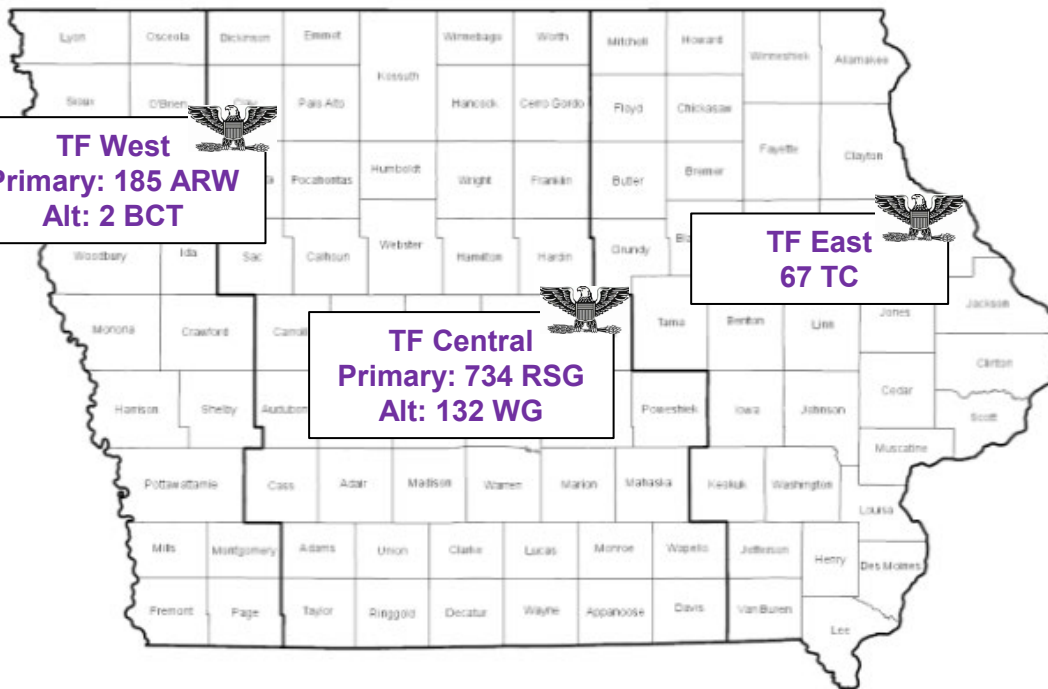 Lyon Osceola Dickinson Emmet Winnebago Worth Mitchell Howard
Winneshiek Allamakee
Kossuth
Sioux O'Brien Clay Palo Alto Hancock Cerro Gordo Floyd Chickasaw
Fayette Clayton
TF West
Primary: 185 ARW
Alt: 2 BCT
Pocahontas Humboldt Wright Franklin Butler Bremer
TF East
67 TC
Woodbury Ida Sac Calhoun Webster Hamilton Hardin Grundy
Monona Crawford Carroll Tama Benton Linn Jones Jackson
TF Central
Primary: 734 RSG
Alt: 132 WG
Clinton
Cedar
Harrison Shelby Audubon Poweshiek Iowa Johnson Scott
Muscatine
Pottawattamie Cass Adair Madison Warren Marion Mahaska Keokuk Washington
Louisa
Mills Montgomery Adams Union Clarke Lucas Monroe Wapello Jefferson Henry Des Moines
Fremont Page Taylor Ringgold Decatur Wayne Appanoose Davis Van Buren
Lee